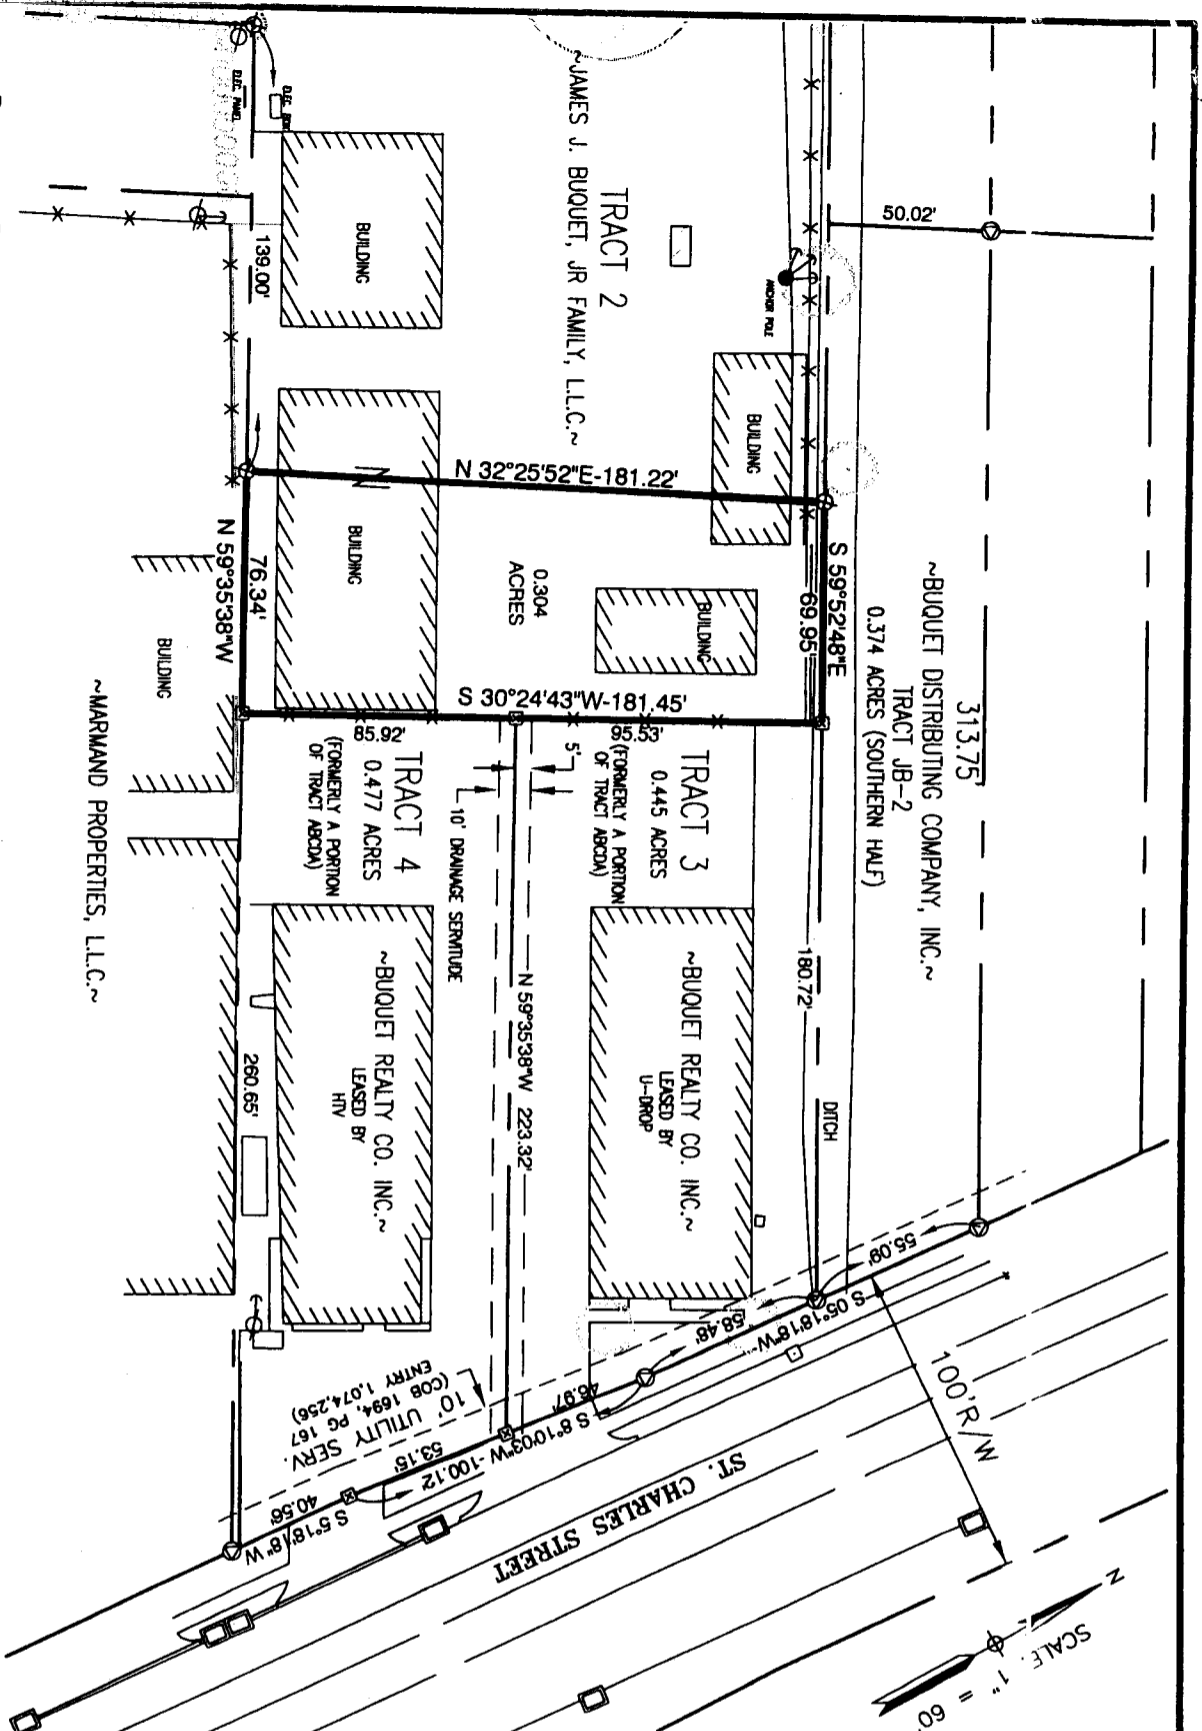 ELEC. BOX
ELEC. PANEL
139.00'
BUILDING
TRACT 2
~JAMES J. BUQUET, JR FAMILY, L.L.C.~
ANCHOR POLE
50.02'
BUILDING
BUILDING
N 32°25'52"E-181.22'
S 59°52'48"E
69.95'
76.34'
N 59°35'38"W
0.304
ACRES
BUILDING
BUILDING
S 30°24'43"W-181.45'
85.92'
95.53'
313.75'
~BUQUET DISTRIBUTING COMPANY, INC.~
TRACT JB-2
0.374 ACRES (SOUTHERN HALF)
~MARMAND PROPERTIES, L.L.C.~
TRACT 3
0.445 ACRES
(FORMERLY A PORTION
OF TRACT ABCDA)
TRACT 4
0.477 ACRES
(FORMERLY A PORTION
OF TRACT ABCDA)
5'
10' DRAINAGE SERVITUDE
N 59°35'38"W 223.32'
180.72'
DITCH
~BUQUET REALTY CO. INC.~
LEASED BY
U-DROP
~BUQUET REALTY CO. INC.~
LEASED BY
HTV
260.65'
55.09'
S 05°18'18"W
58.48'
46.97'
S 8°10'03"W -100.12'
53.15'
40.56'
S 5°18'18"W
10' UTILITY SERV.
(COB 1694, PG 167
ENTRY 1,074,256)
100'R/W
ST. CHARLES STREET
N
SCALE: 1" = 60'